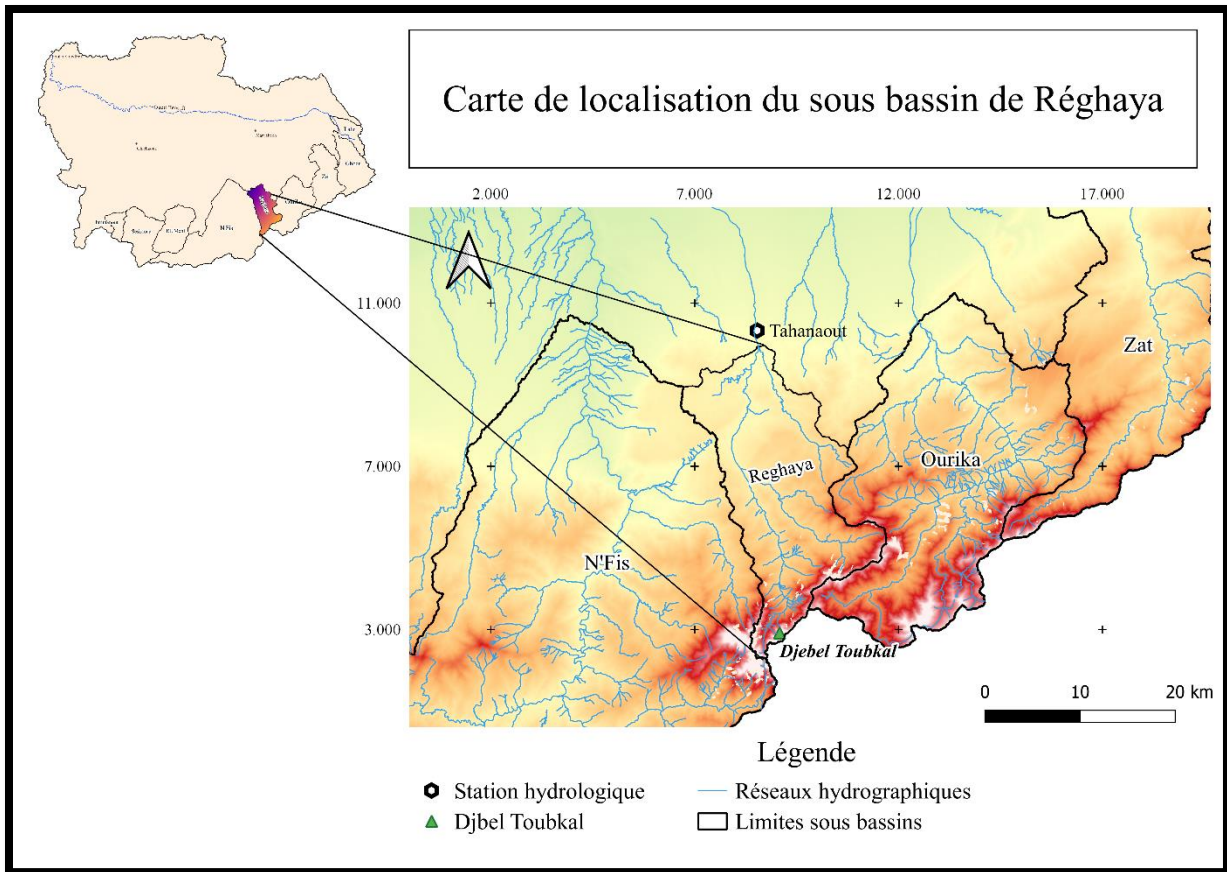 Carte de localisation du sous bassin de Réghaya
N'Fis
2.000 7.000 12.000 17.000
11.000
Tahanaout
Zat
7.000
Reghaya
Ourika
N'Fis
3.000
Djebel Toubkal
0 10 20 km
Légende
Station hydrologique
Réseaux hydrographiques
Djbel Toubkal
Limites sous bassins